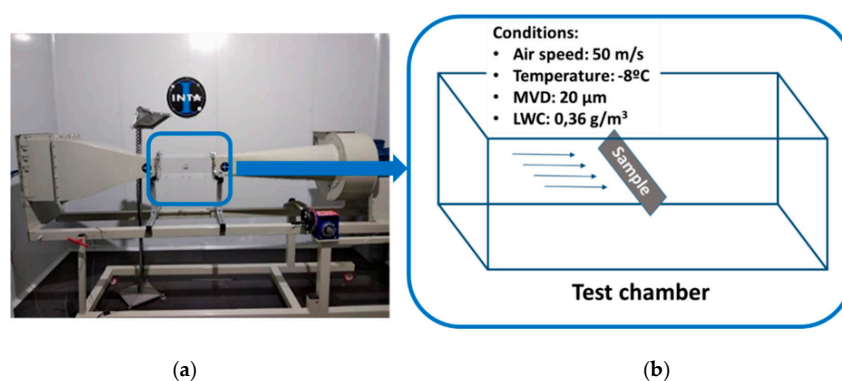 INTA
Conditions:
• Air speed: 50 m/s
• Temperature: -8ºC
• MVD: 20 µm
• LWC: 0,36 g/m³
Sample
Test chamber
(a)
(b)